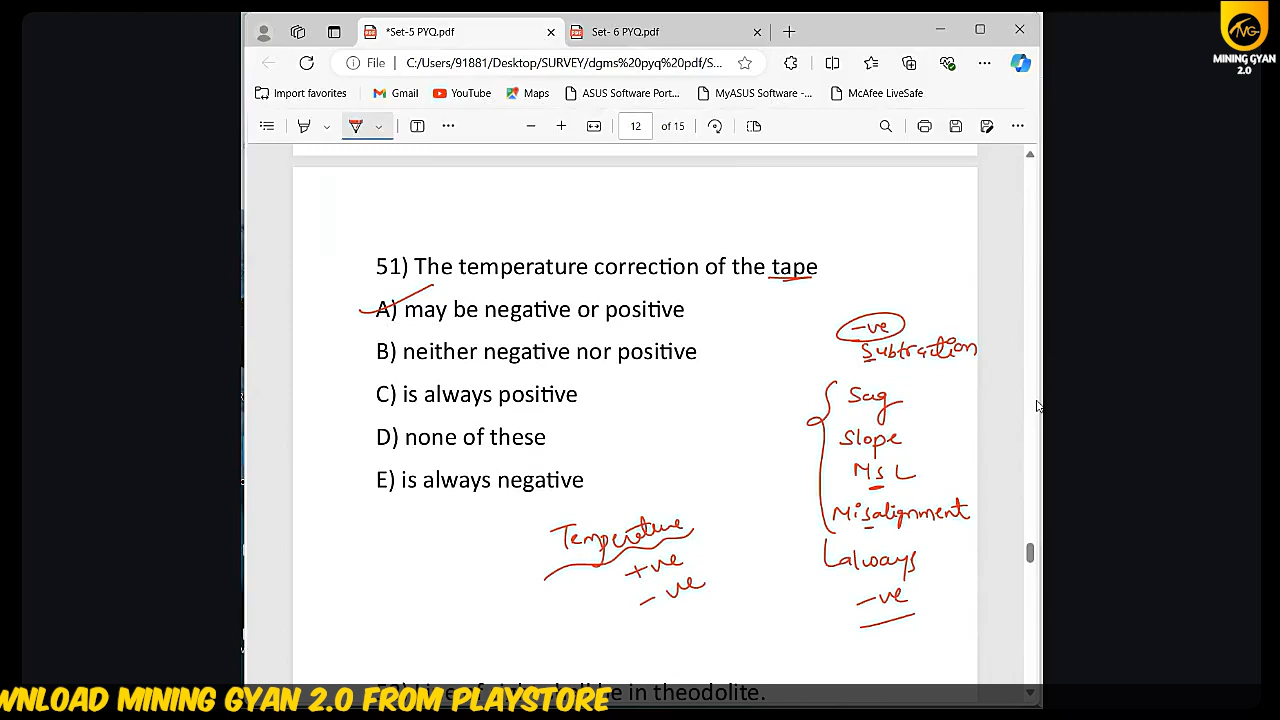 *Set-5 PYQ.pdf
Set- 6 PYQ.pdf
File
C:/Users/91881/Desktop/SURVEY/dgms%20pyq%20pdf/S...
Import favorites
Gmail
YouTube
Maps
ASUS Software Port...
MyASUS Software -...
McAfee LiveSafe
12 of 15
MINING GYAN
2.0
51) The temperature correction of the tape
A) may be negative or positive
B) neither negative nor positive
C) is always positive
D) none of these
E) is always negative
-ve
Subtraction
Sag
Slope
MSL
Misalignment
always
-ve
Temperature
+ve
-ve
in theodolite.
WNLOAD MINING GYAN 2.0 FROM PLAYSTORE